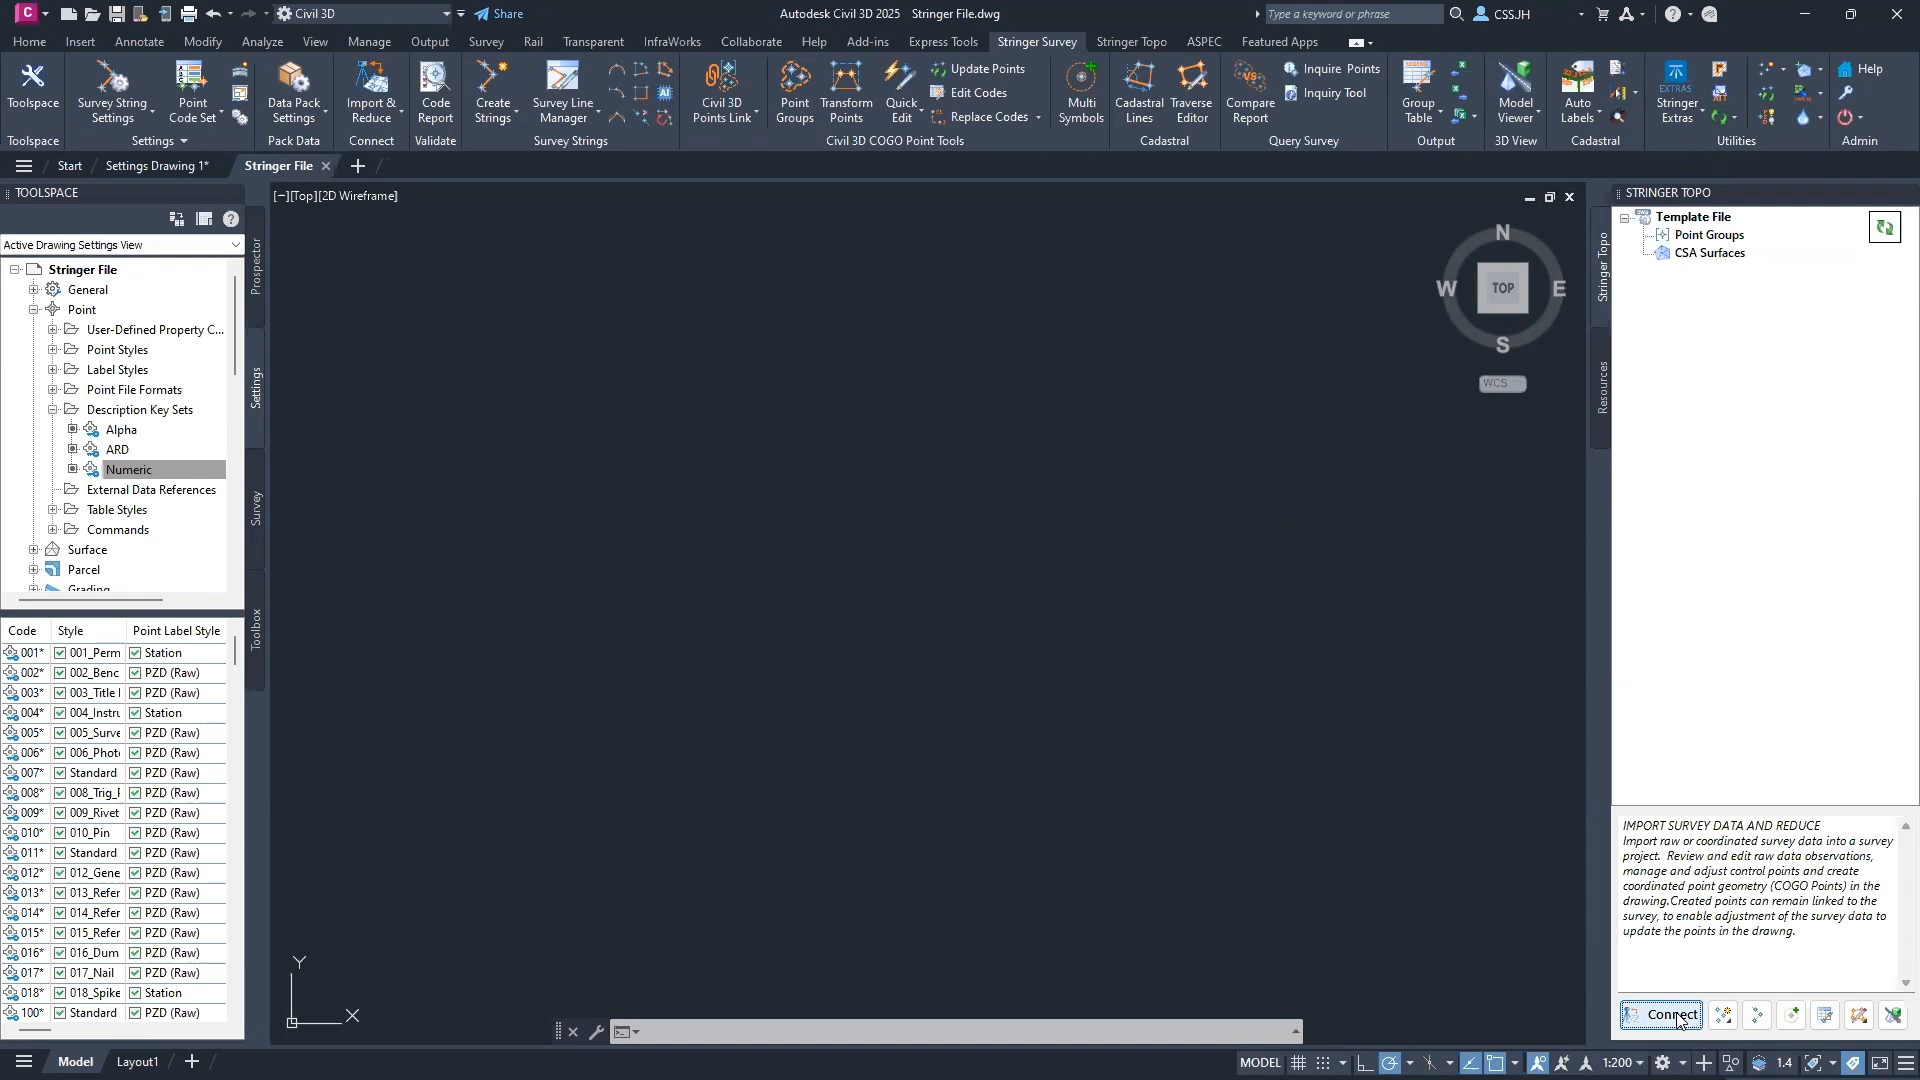 Civil 3D
Share
Autodesk Civil 3D 2025 Stringer File.dwg
Type a keyword or phrase
CSS.JH
Home Insert Annotate Modify Analyze View Manage Output Survey Rail Transparent InfraWorks Collaborate Help Add-ins Express Tools Stringer Survey Stringer Topo ASPEC Featured Apps
Toolspace
Survey String
Settings
Point
Code Set
Data Pack
Settings
Import &
Reduce
Code
Report
Create
Strings
Survey Line
Manager
Civil 3D
Points Link
Point
Groups
Transform
Points
Quick
Edit
Update Points
Edit Codes
Replace Codes
Multi
Symbols
Cadastral
Lines
Traverse
Editor
Compare
Report
Inquire Points
Inquiry Tool
Group
Table
Model
Viewer
Auto
Labels
EXTRAS
Stringer
Extras
Help
Toolspace Settings Pack Data Connect Validate Survey Strings Civil 3D COGO Point Tools Cadastral Query Survey Output 3D View Cadastral Utilities Admin
Start Settings Drawing 1* Stringer File
TOOLSPACE
Active Drawing Settings View
Stringer File
General
Point
User-Defined Property C...
Point Styles
Label Styles
Point File Formats
Description Key Sets
Alpha
ARD
Numeric
External Data References
Table Styles
Commands
Surface
Parcel
Grading
Prospector
Settings
Survey
Toolbox
Code Style Point Label Style
001* 001_Perm Station
002* 002_Benc PZD (Raw)
003* 003_Title PZD (Raw)
004* 004_Instru Station
005* 005_Surve PZD (Raw)
006* 006_Phot PZD (Raw)
007* Standard PZD (Raw)
008* 008_Trig_ PZD (Raw)
009* 009_Rivet PZD (Raw)
010* 010_Pin PZD (Raw)
011* Standard PZD (Raw)
012* 012_Gene PZD (Raw)
013* 013_Refer PZD (Raw)
014* 014_Refer PZD (Raw)
015* 015_Refer PZD (Raw)
016* 016_Dum PZD (Raw)
017* 017_Nail PZD (Raw)
018* 018_Spike Station
100* Standard PZD (Raw)
[−][Top][2D Wireframe]
N
W TOP E
S
WCS
Y
X
STRINGER TOPO
Template File
Point Groups
CSA Surfaces
Stringer Topo
Resources
IMPORT SURVEY DATA AND REDUCE
Import raw or coordinated survey data into a survey
project. Review and edit raw data observations,
manage and adjust control points and create
coordinated point geometry (COGO Points) in the
drawing.Created points can remain linked to the
survey, to enable adjustment of the survey data to
update the points in the drawng.
Connect
Model Layout1
MODEL 1:200 1.4